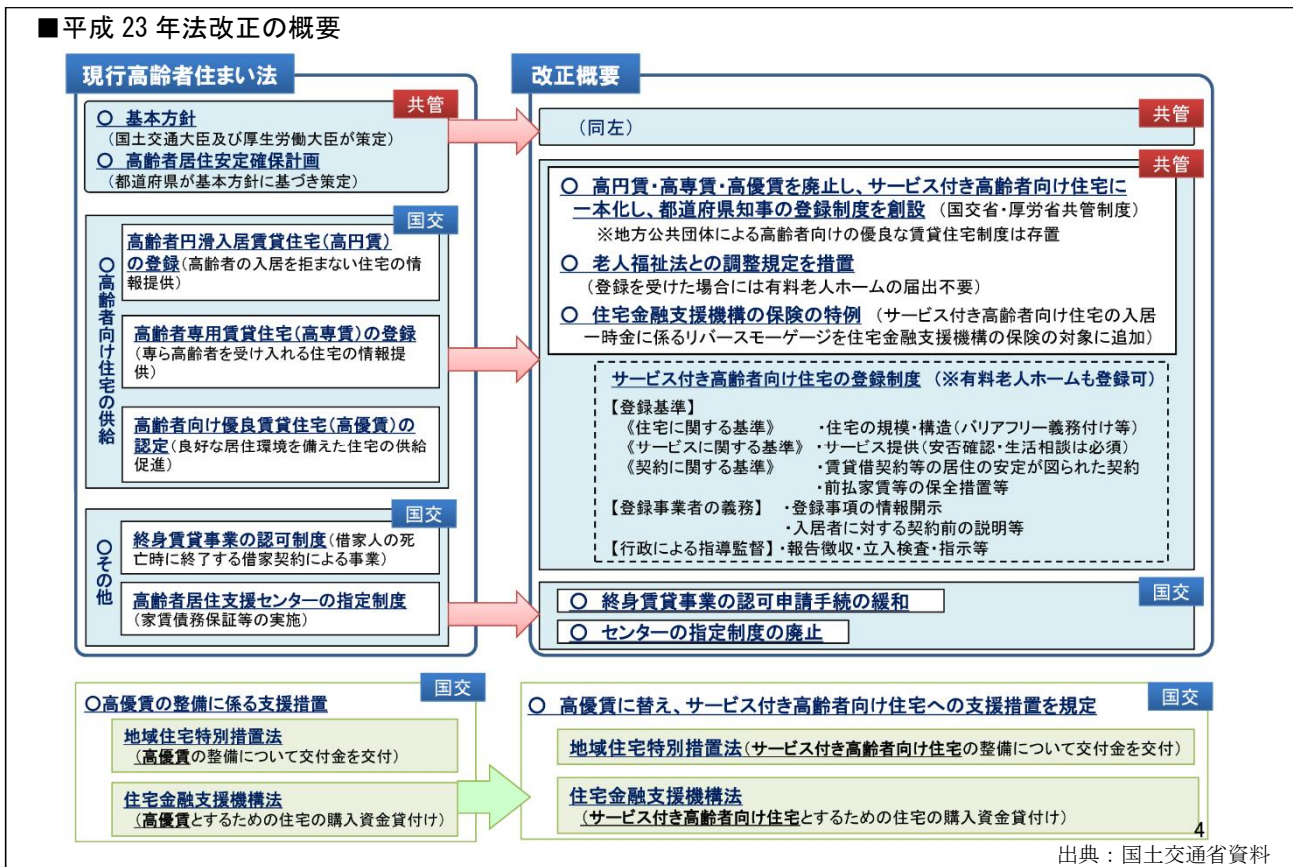 ■平成 23 年法改正の概要
現行高齢者住まい法
共管
○ 基本方針
（国土交通大臣及び厚生労働大臣が策定）
○ 高齢者居住安定確保計画
（都道府県が基本方針に基づき策定）
国交
○高齢者向け住宅の供給
高齢者円滑入居賃貸住宅（高円賃）
の登録（高齢者の入居を拒まない住宅の情
報提供）
高齢者専用賃貸住宅（高専賃）の登録
（専ら高齢者を受け入れる住宅の情報提
供）
高齢者向け優良賃貸住宅（高優賃）の
認定（良好な居住環境を備えた住宅の供給
促進）
国交
○その他
終身賃貸事業の認可制度（借家人の死
亡時に終了する借家契約による事業）
高齢者居住支援センターの指定制度
（家賃債務保証等の実施）
改正概要
共管
（同左）
共管
○ 高円賃・高専賃・高優賃を廃止し、サービス付き高齢者向け住宅に
一本化し、都道府県知事の登録制度を創設 （国交省・厚労省共管制度）
※地方公共団体による高齢者向けの優良な賃貸住宅制度は存置
○ 老人福祉法との調整規定を措置
（登録を受けた場合には有料老人ホームの届出不要）
○ 住宅金融支援機構の保険の特例 （サービス付き高齢者向け住宅の入居
一時金に係るリバースモーゲージを住宅金融支援機構の保険の対象に追加）
サービス付き高齢者向け住宅の登録制度 （※有料老人ホームも登録可）
【登録基準】
《住宅に関する基準》 ・住宅の規模・構造（バリアフリー義務付け等）
《サービスに関する基準》 ・サービス提供（安否確認・生活相談は必須）
《契約に関する基準》 ・賃貸借契約等の居住の安定が図られた契約
・前払家賃等の保全措置等
【登録事業者の義務】 ・登録事項の情報開示
・入居者に対する契約前の説明等
【行政による指導監督】 ・報告徴収・立入検査・指示等
国交
○ 終身賃貸事業の認可申請手続の緩和
○ センターの指定制度の廃止
国交
○高優賃の整備に係る支援措置
地域住宅特別措置法
（高優賃の整備について交付金を交付）
住宅金融支援機構法
（高優賃とするための住宅の購入資金貸付け）
国交
○ 高優賃に替え、サービス付き高齢者向け住宅への支援措置を規定
地域住宅特別措置法（サービス付き高齢者向け住宅の整備について交付金を交付）
住宅金融支援機構法
（サービス付き高齢者向け住宅とするための住宅の購入資金貸付け）
4
出典：国土交通省資料